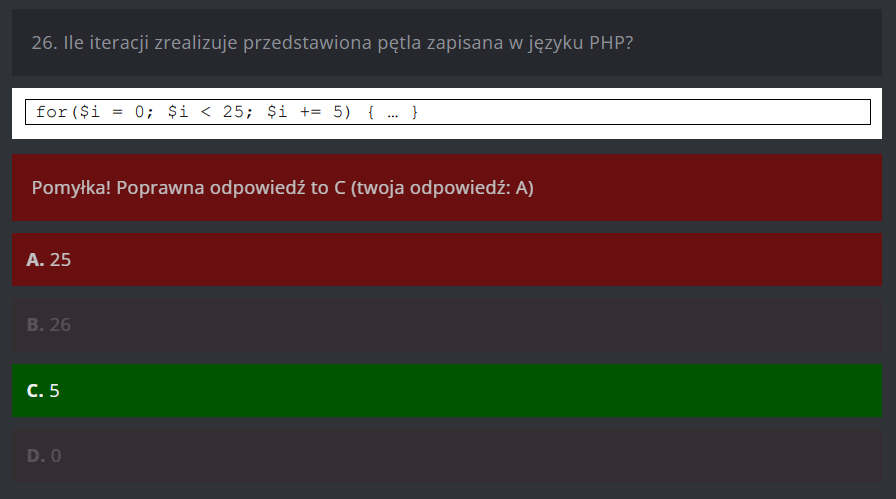 26. Ile iteracji zrealizuje przedstawiona pętla zapisana w języku PHP?
for($i = 0; $i < 25; $i += 5) { … }
Pomyłka! Poprawna odpowiedź to C (twoja odpowiedź: A)
A. 25
B. 26
C. 5
D. 0